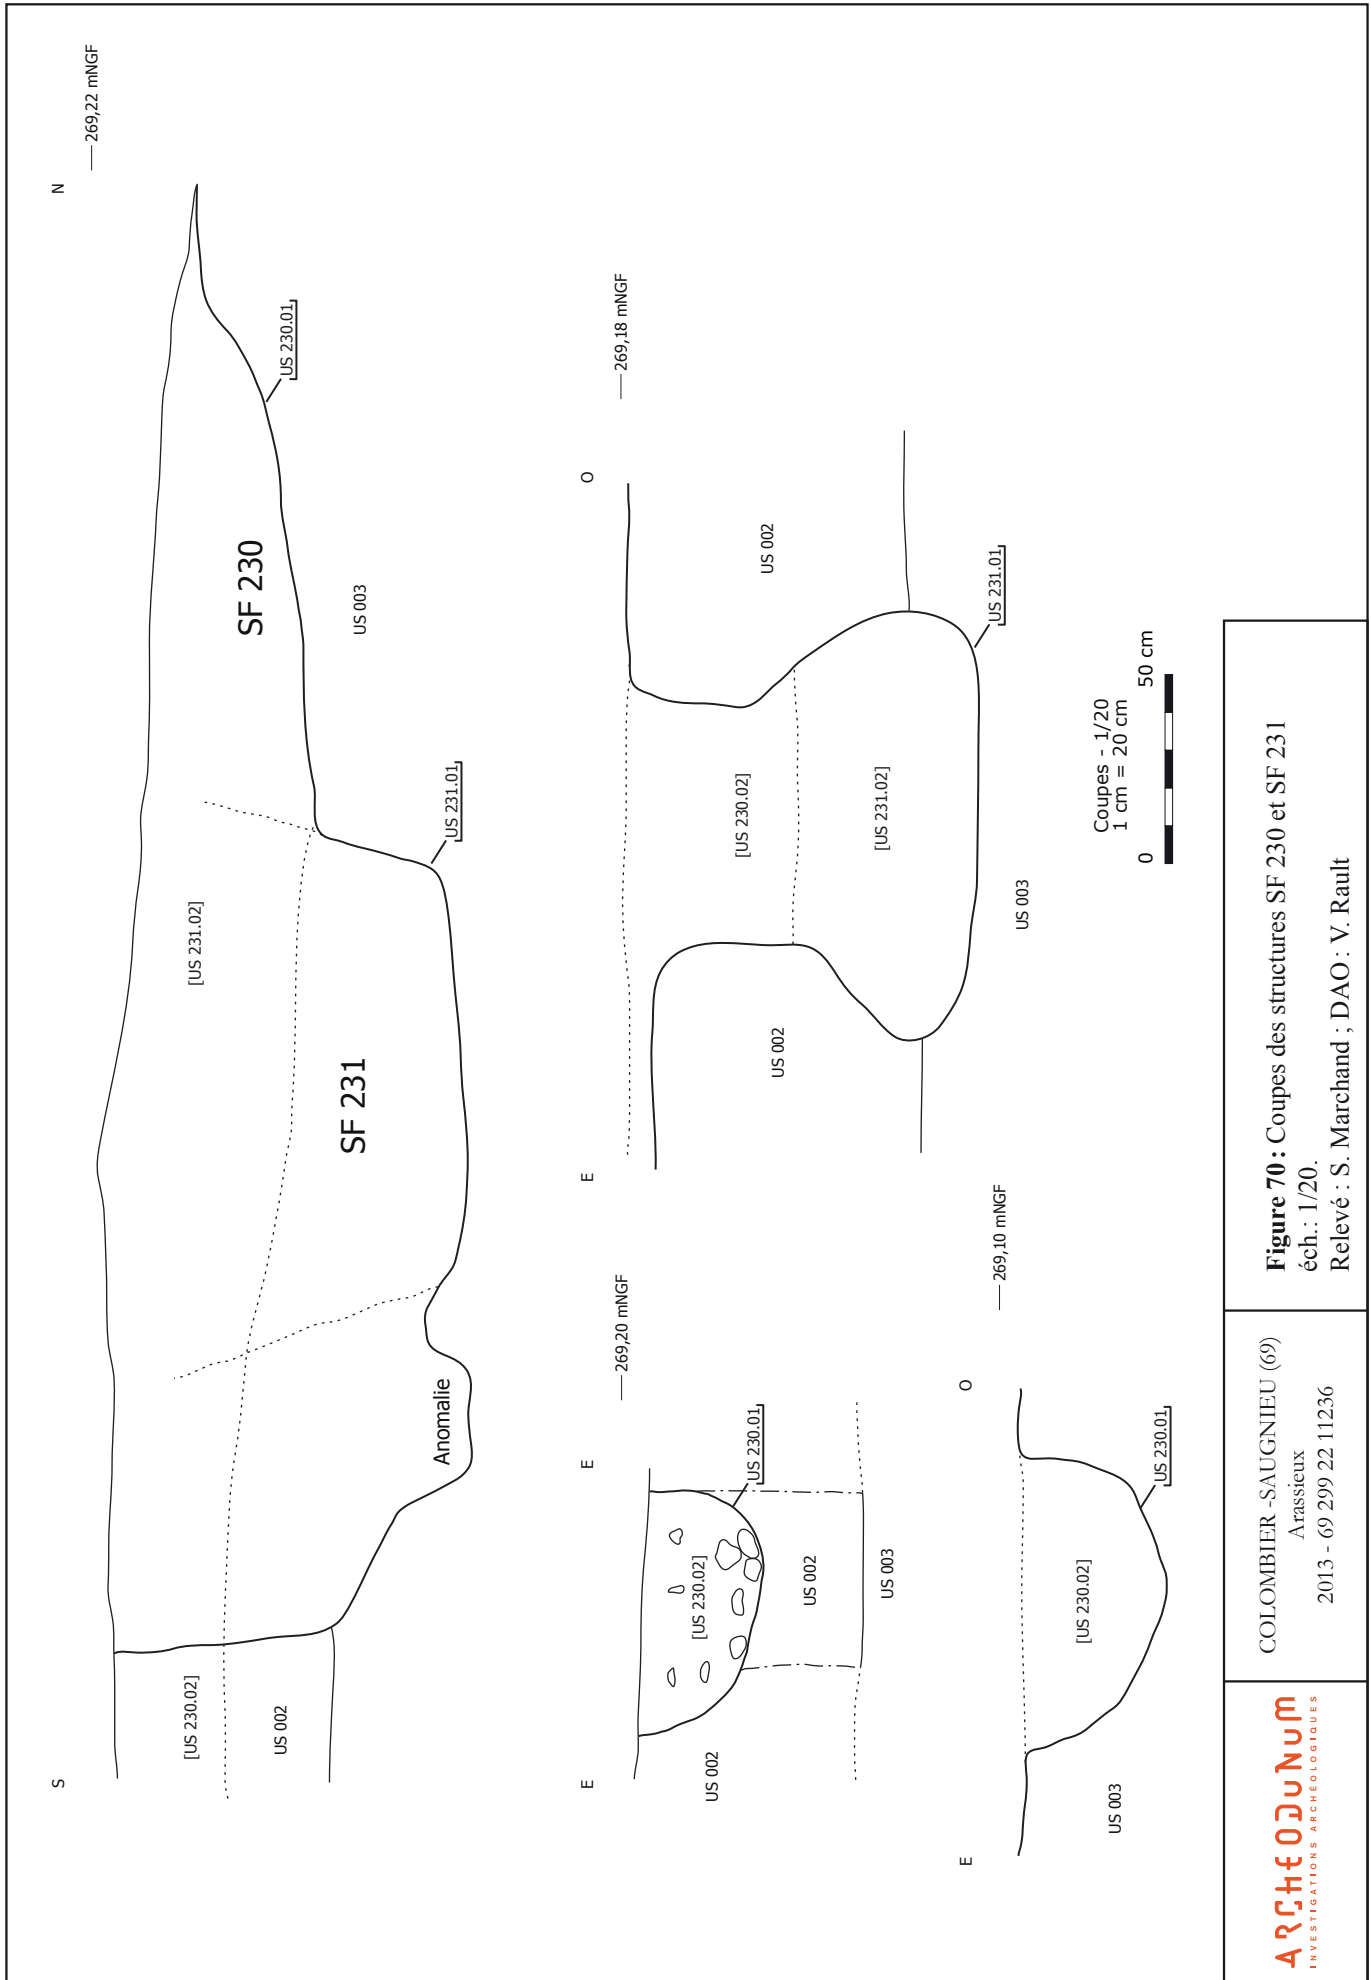 S
N
269,22 mNGF
[US 230.02]
US 002
Anomalie
SF 231
[US 231.02]
US 231.01
SF 230
US 230.01
US 003
E
E
269,20 mNGF
US 002
[US 230.02]
US 230.01
US 002
US 003
E
O
269,18 mNGF
US 002
[US 230.02]
[US 231.02]
US 002
US 231.01
US 003
E
O
269,10 mNGF
US 003
[US 230.02]
US 230.01
Coupes - 1/20
1 cm = 20 cm
0
50 cm
ARCHEODUNUM
INVESTIGATIONS ARCHÉOLOGIQUES
COLOMBIER -SAUGNIEU (69)
Arassieux
2013 - 69 299 22 11236
Figure 70 : Coupes des structures SF 230 et SF 231
éch.: 1/20.
Relevé : S. Marchand ; DAO : V. Rault